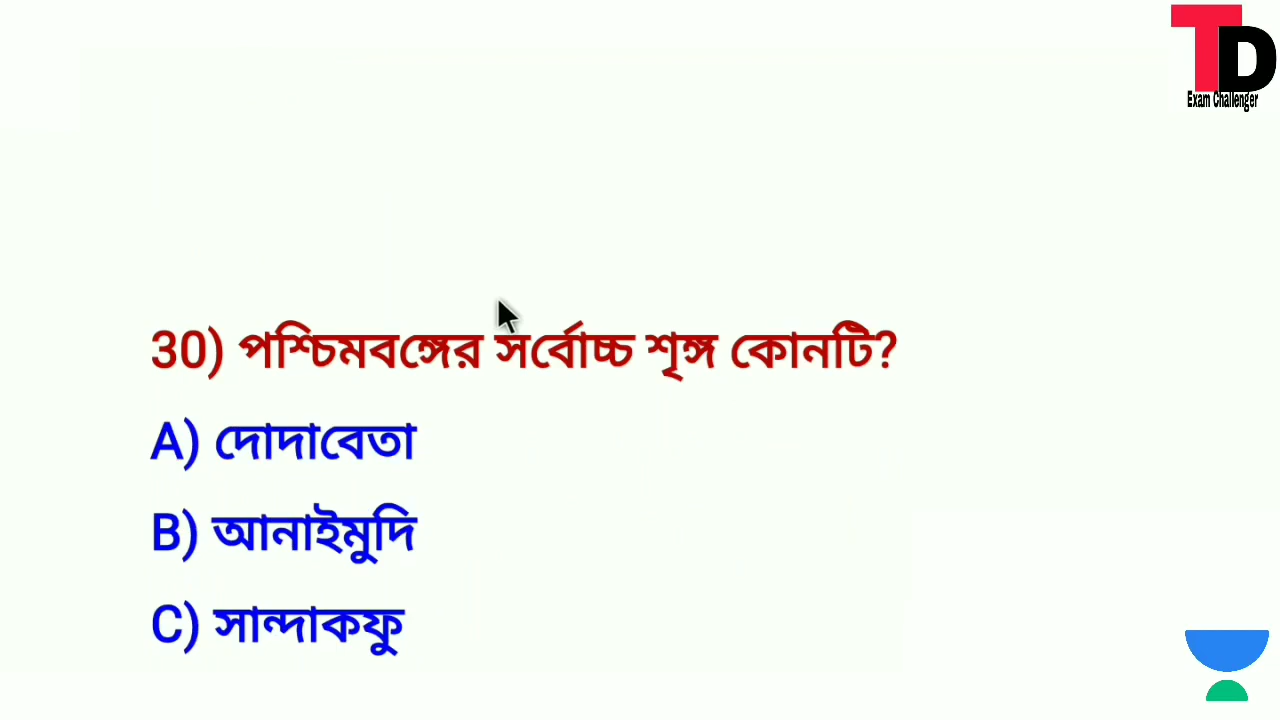 TD
Exam Challenger
30) পশ্চিমবঙ্গের সর্বোচ্চ শৃঙ্গ কোনটি?
A) দোদাবেতা
B) আনাইমুদি
C) সান্দাকফু